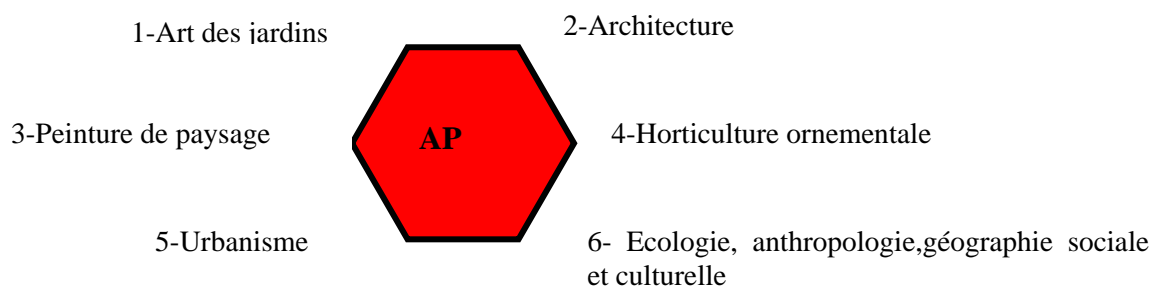 1-Art des jardins
2-Architecture
3-Peinture de paysage
AP
4-Horticulture ornementale
5-Urbanisme
6- Ecologie, anthropologie,géographie sociale
et culturelle